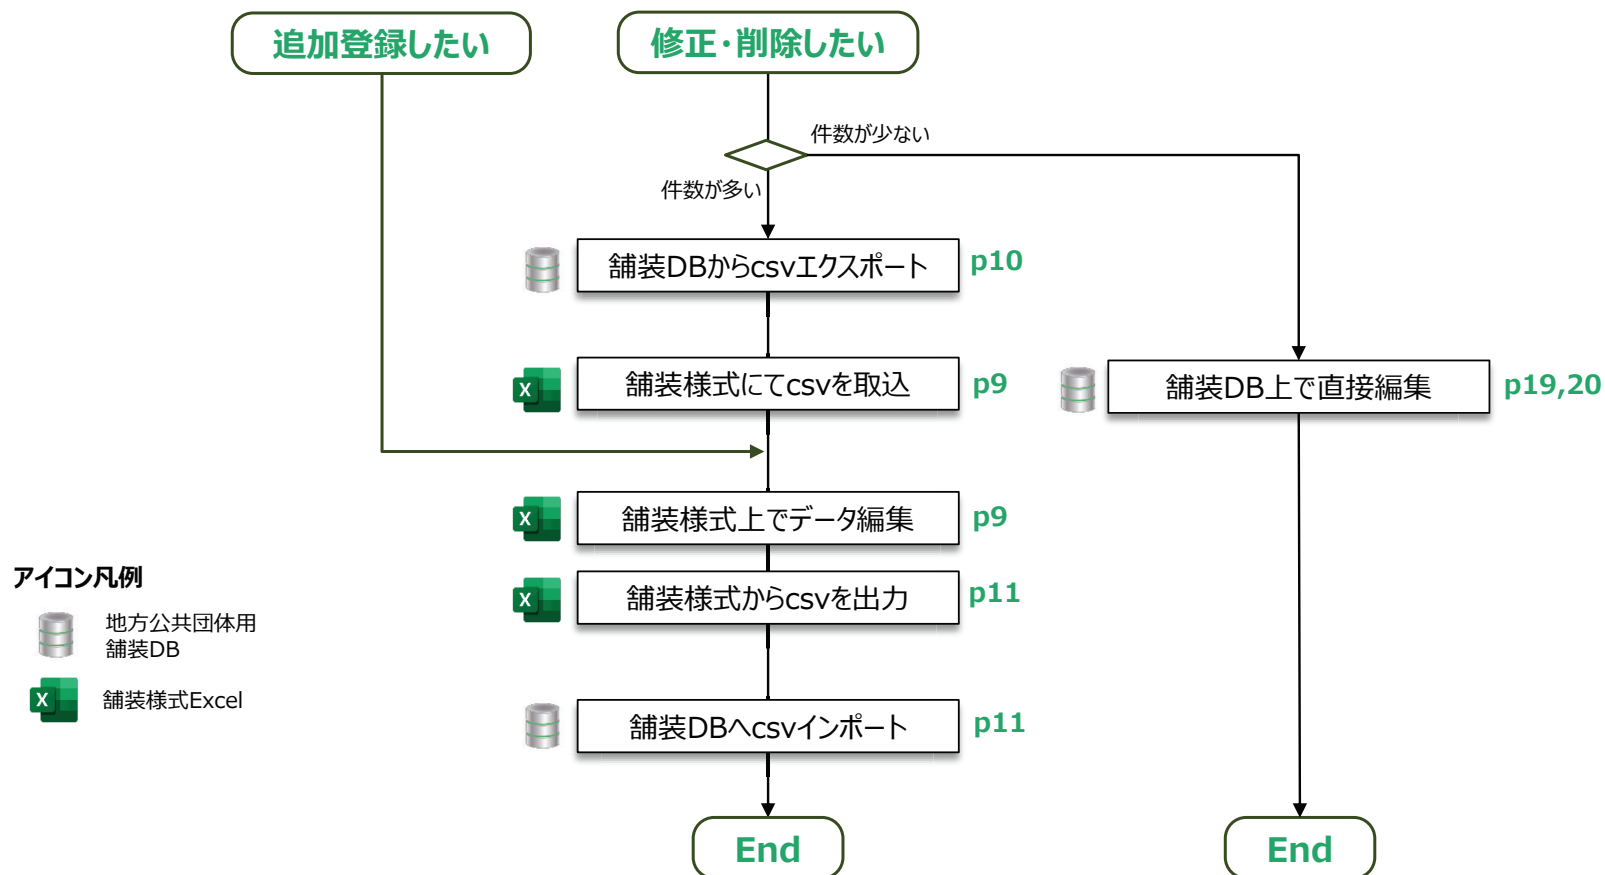 追加登録したい
修正・削除したい
件数が少ない
件数が多い
舗装DBからcsvエクスポート
p10
舗装様式にてcsvを取込
p9
舗装DB上で直接編集
p19,20
舗装様式上でデータ編集
p9
舗装様式からcsvを出力
p11
アイコン凡例
地方公共団体用
舗装DB
舗装様式Excel
舗装DBへcsvインポート
p11
End
End